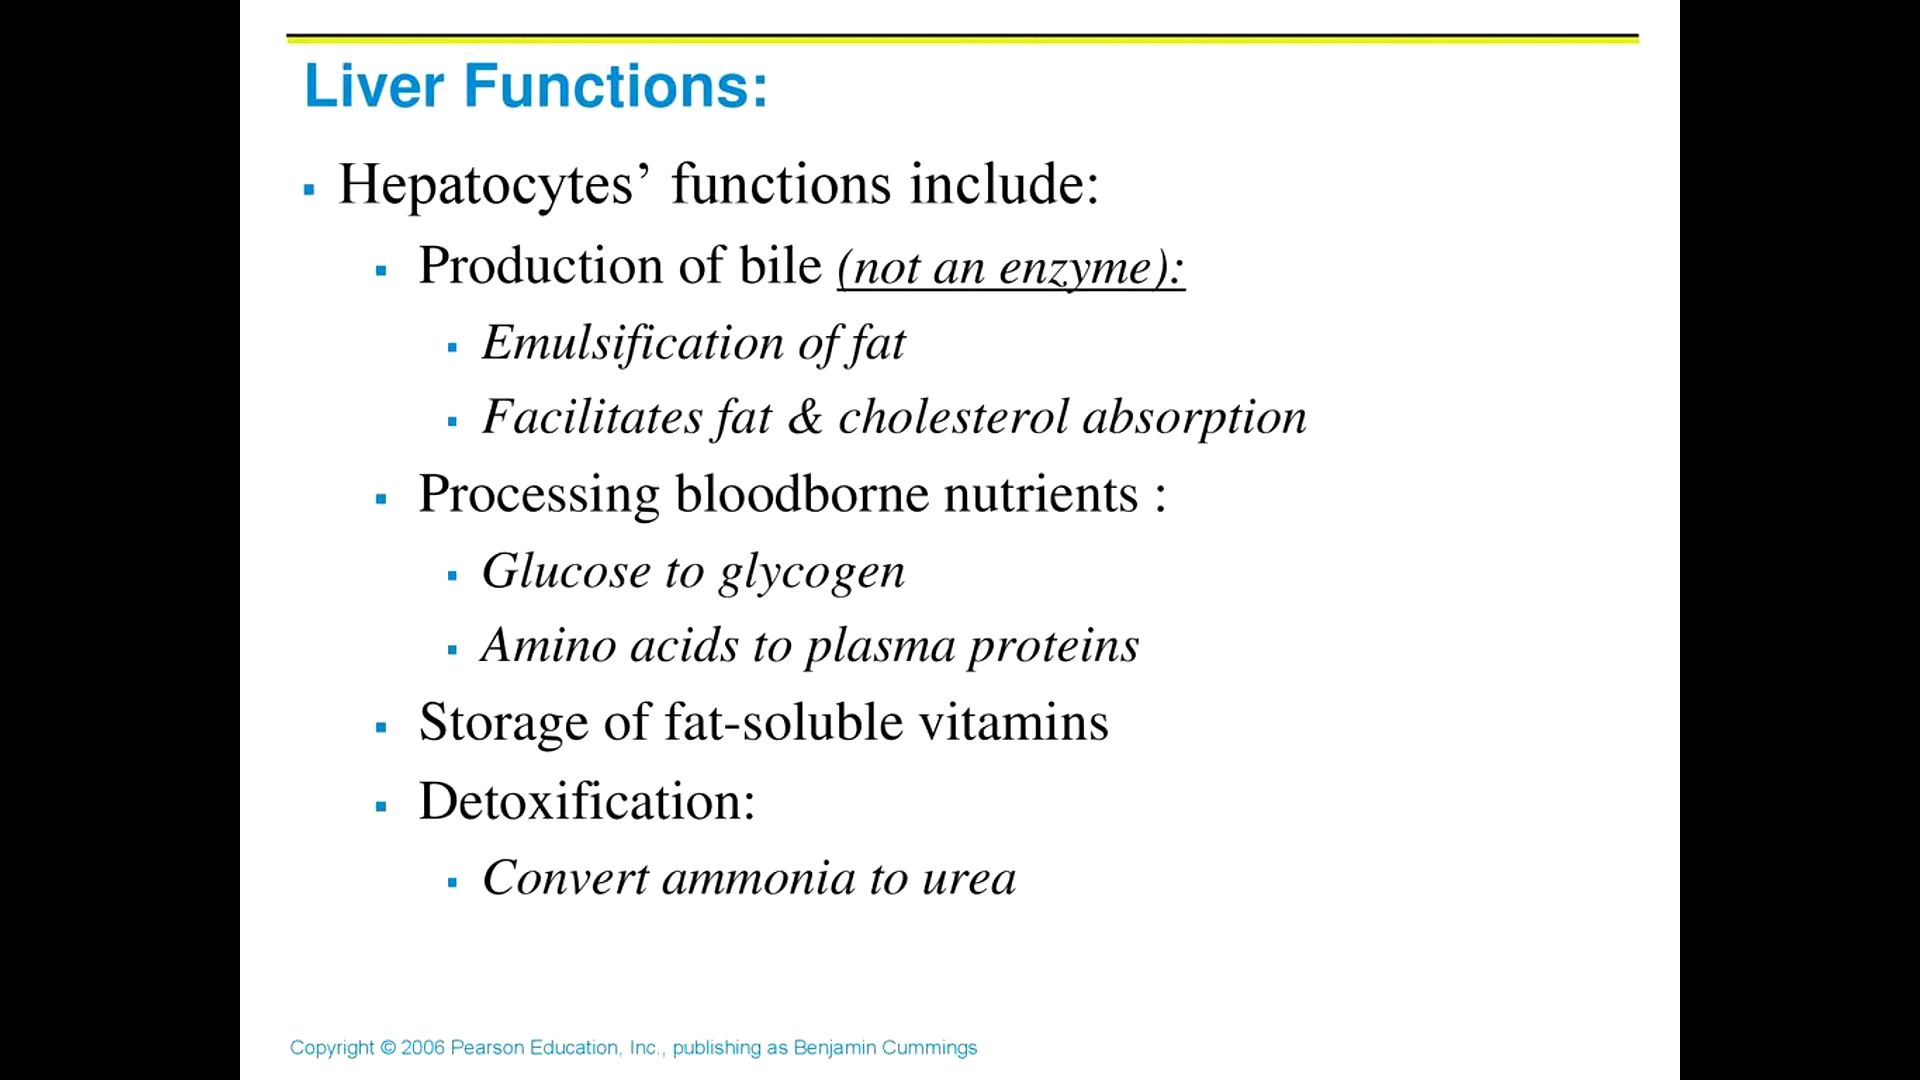 Liver Functions:
▪ Hepatocytes’ functions include:
▪ Production of bile (not an enzyme):
▪ Emulsification of fat
▪ Facilitates fat & cholesterol absorption
▪ Processing bloodborne nutrients :
▪ Glucose to glycogen
▪ Amino acids to plasma proteins
▪ Storage of fat-soluble vitamins
▪ Detoxification:
▪ Convert ammonia to urea
Copyright © 2006 Pearson Education, Inc., publishing as Benjamin Cummings